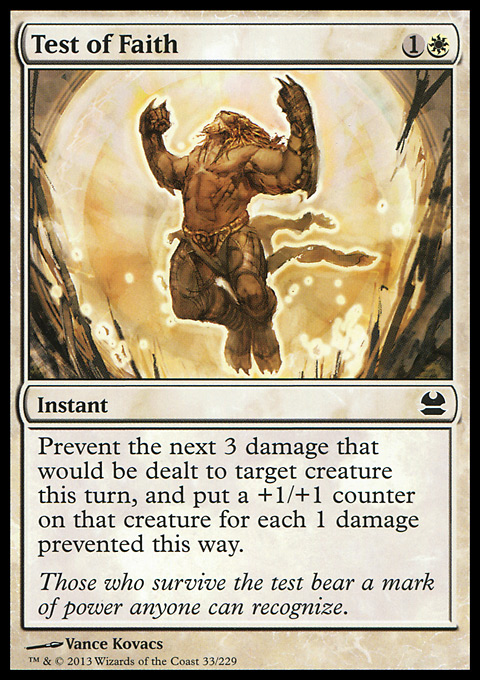 Test of Faith 1
Instant
Prevent the next 3 damage that
would be dealt to target creature
this turn, and put a +1/+1 counter
on that creature for each 1 damage
prevented this way.
Those who survive the test bear a mark
of power anyone can recognize.
Vance Kovacs
™ & © 2013 Wizards of the Coast 33/229